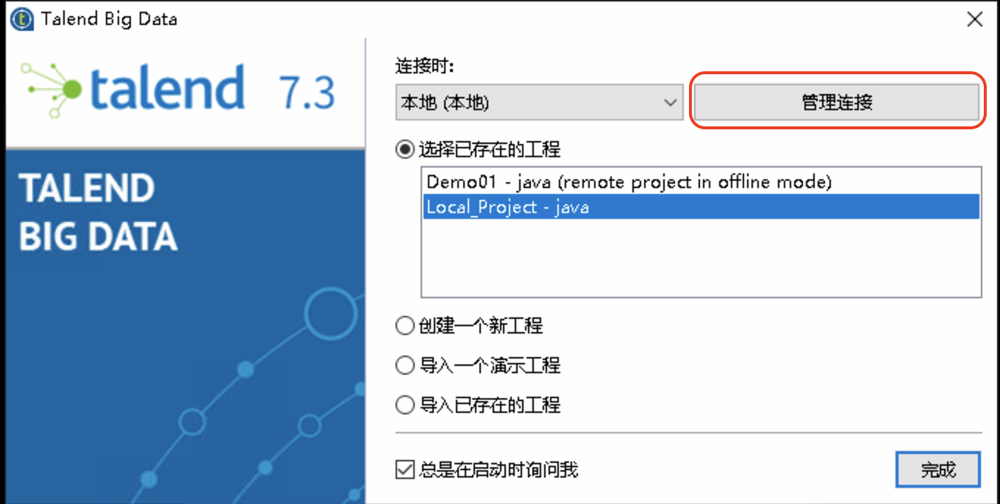 Talend Big Data
talend 7.3
TALEND
BIG DATA
连接时:
本地 (本地)
管理连接
选择已存在的工程
Demo01 - java (remote project in offline mode)
Local_Project - java
创建一个新工程
导入一个演示工程
导入已存在的工程
总是在启动时询问我
完成